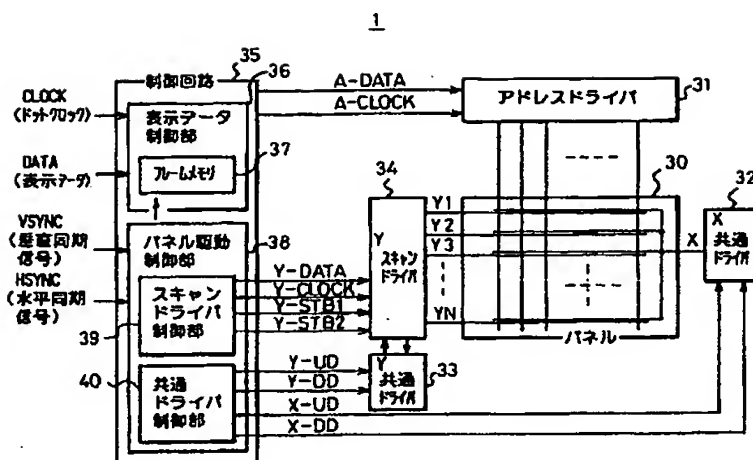 1
35
制御回路
36
CLOCK
(ドットクロック)
表示データ
制御部
37
フレームメモリ
DATA
(表示データ)
VSYNC
(垂直同期
信号)
HSYNC
(水平同期
信号)
パネル駆動
制御部
38
スキャン
ドライバ
制御部
39
共通
ドライバ
制御部
40
A-DATA
A-CLOCK
アドレスドライバ
31
Y-DATA
Y-CLOCK
Y-STB1
Y-STB2
Y-UD
Y-DD
X-UD
X-DD
34
Y
スキャン
ドライバ
Y1
Y2
Y3
YN
30
パネル
Y
共通
ドライバ
33
X
32
X
共通
ドライバ